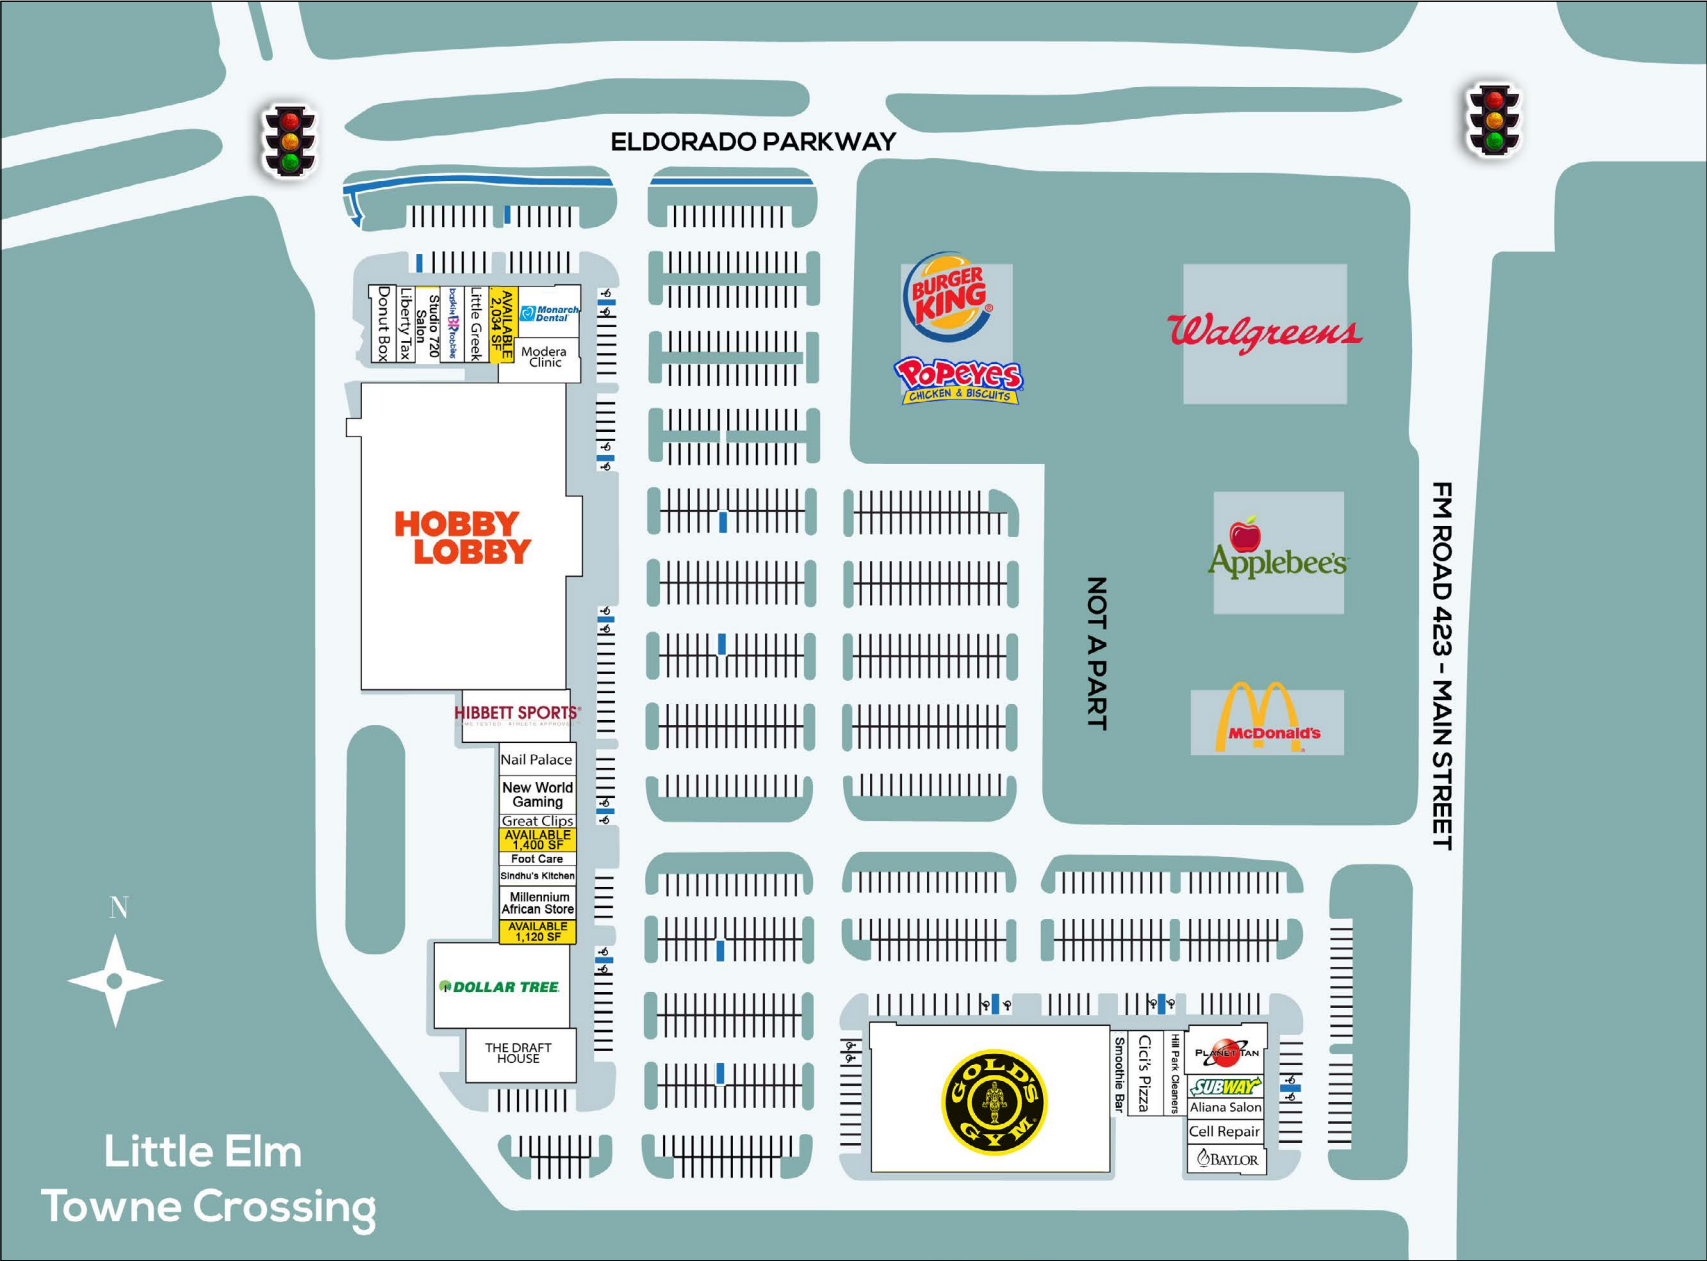 ELDORADO PARKWAY
Donut Box
Liberty Tax
Studio 720
Salon
baskin BR robbins
Little Greek
AVAILABLE
2,034 SF
Monarch
Dental
Modera
Clinic
BURGER
KING
®
POPEYES
CHICKEN & BISCUITS
Walgreens
HOBBY
LOBBY
Applebee's
McDonald's
NOT A PART
FM ROAD 423 - MAIN STREET
HIBBETT SPORTS
Nail Palace
New World
Gaming
Great Clips
AVAILABLE
1,400 SF
Foot Care
Sindhu's Kitchen
Millennium
African Store
AVAILABLE
1,120 SF
DOLLAR TREE
THE DRAFT
HOUSE
N
GOLD'S
GYM
Smoothie Bar
Cici's Pizza
Hill Park Cleaners
PLANET TAN
SUBWAY
Aliana Salon
Cell Repair
BAYLOR
Little Elm
Towne Crossing